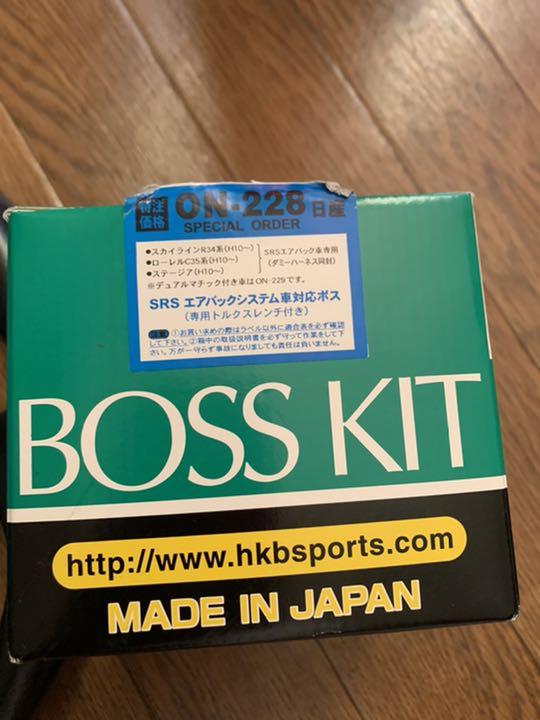 特注価格 ON-228 日産
SPECIAL ORDER
●スカイラインR34系(H10〜)
●ローレルC35系(H10〜)
●ステージア(H10〜)
SRSエアバック車専用
(ダミーハーネス同封)
※デュアルマチック付き車はON-229です。
SRS エアバックシステム車対応ボス
(専用トルクスレンチ付き)
①お買い求めの際はラベル以外に適合表を必ず確認
して下さい。②箱中の取扱説明書を必ず守って作業をして下
さい。万が一守らず事故になりましても責任は負いません。
BOSS KIT
http://www.hkbsports.com
MADE IN JAPAN